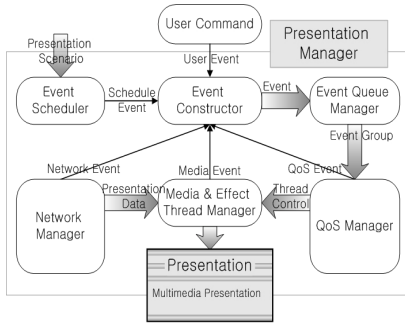 User Command
Presentation
Manager
Presentation
Scenario
User Event
Event
Scheduler
Schedule
Event
Event
Constructor
Event
Event Queue
Manager
Event Group
Network Event
Media Event
QoS Event
Network
Manager
Presentation
Data
Media & Effect
Thread Manager
Thread
Control
QoS Manager
Presentation
Multimedia Presentation